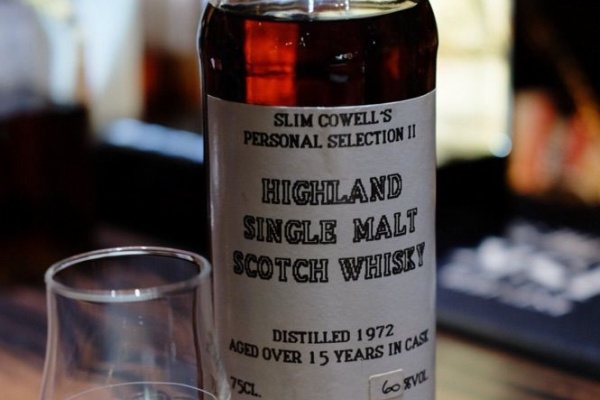 SLIM COWELL'S
PERSONAL SELECTION II
HIGHLAND
SINGLE MALT
SCOTCH WHISKY
DISTILLED 1972
AGED OVER 15 YEARS IN CASK
75CL. 60 %VOL